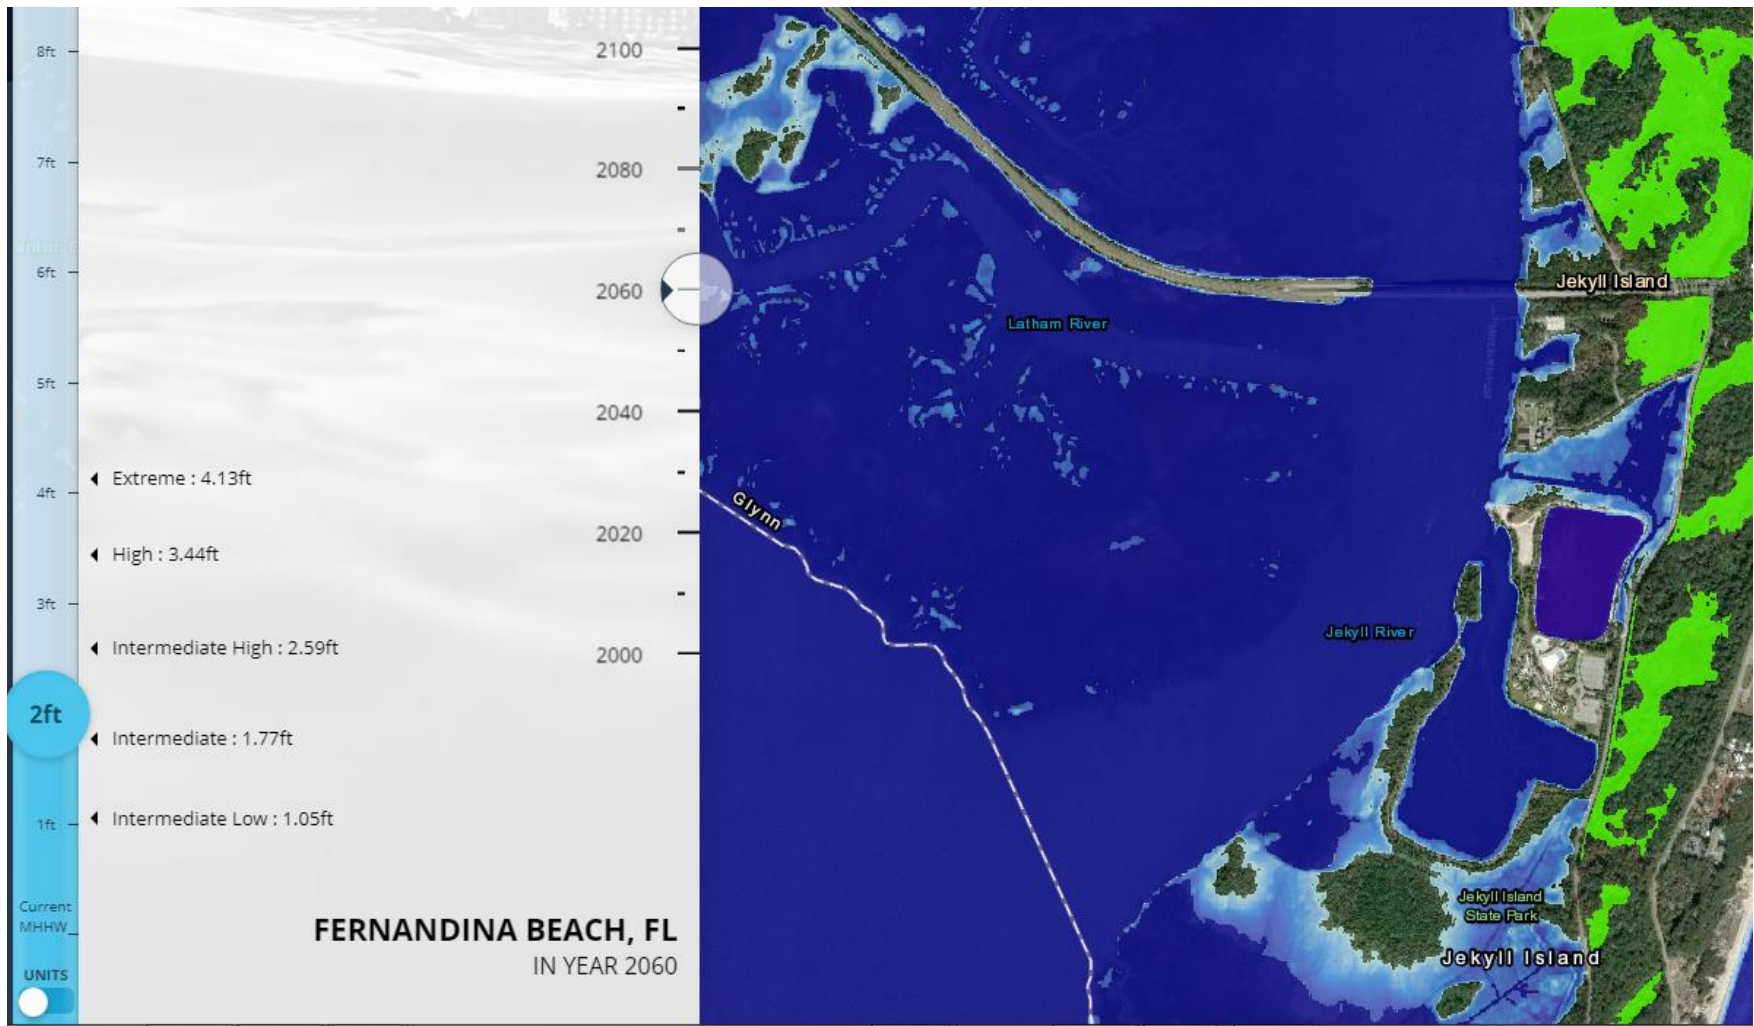 8ft
7ft
6ft
5ft
4ft
3ft
2ft
1ft
Current
MHHW
UNITS
Extreme : 4.13ft
High : 3.44ft
Intermediate High : 2.59ft
Intermediate : 1.77ft
Intermediate Low : 1.05ft
2100
2080
2060
2040
2020
2000
FERNANDINA BEACH, FL
IN YEAR 2060
Jekyll Island
Latham River
Glynn
Jekyll River
Jekyll Island
State Park
Jekyll Island